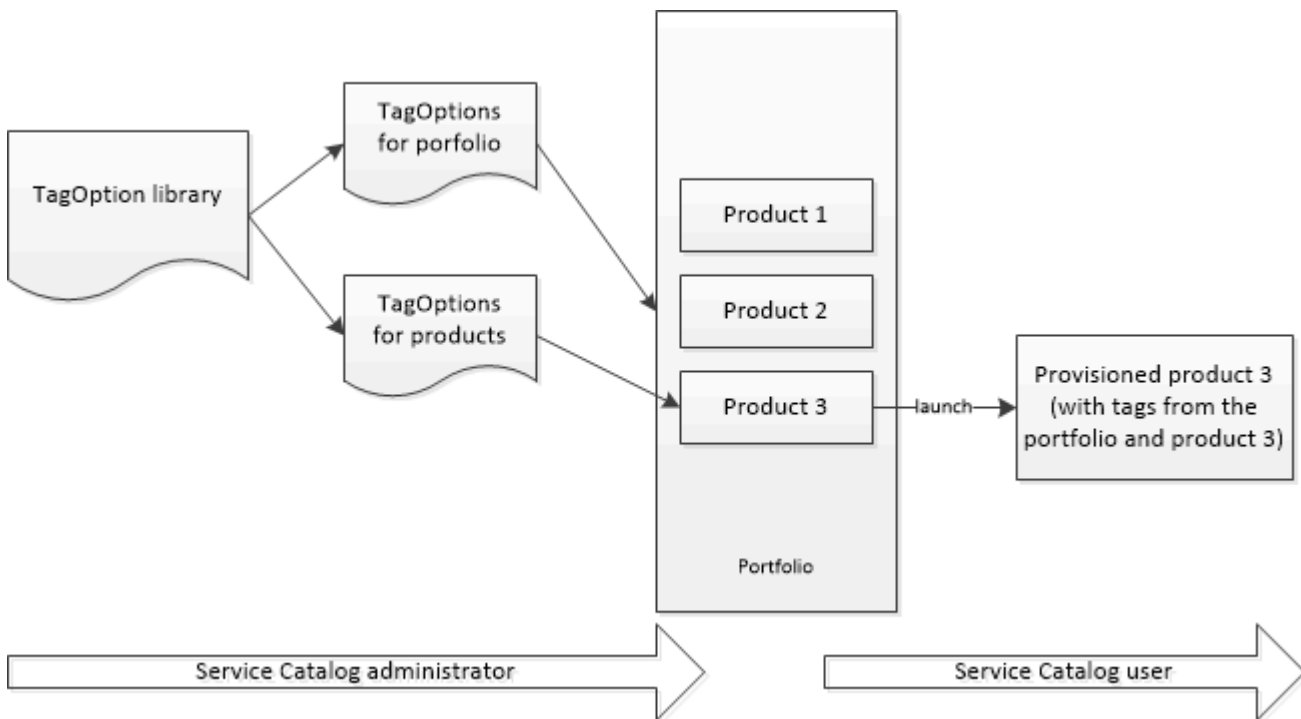 TagOption library
TagOptions
for porfolio
TagOptions
for products
Product 1
Product 2
Product 3
Portfolio
launch
Provisioned product 3
(with tags from the
portfolio and product 3)
Service Catalog administrator
Service Catalog user